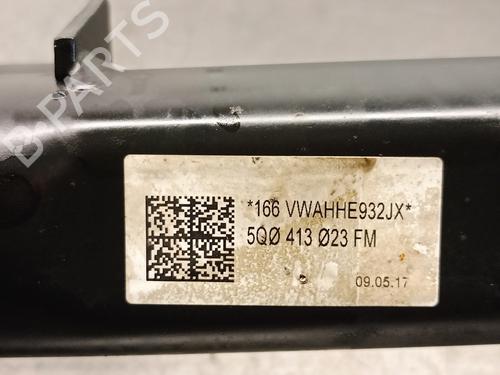 B-PARTS
*166 VWAHHE932JX*
5QØ 413 Ø23 FM
09.05.17